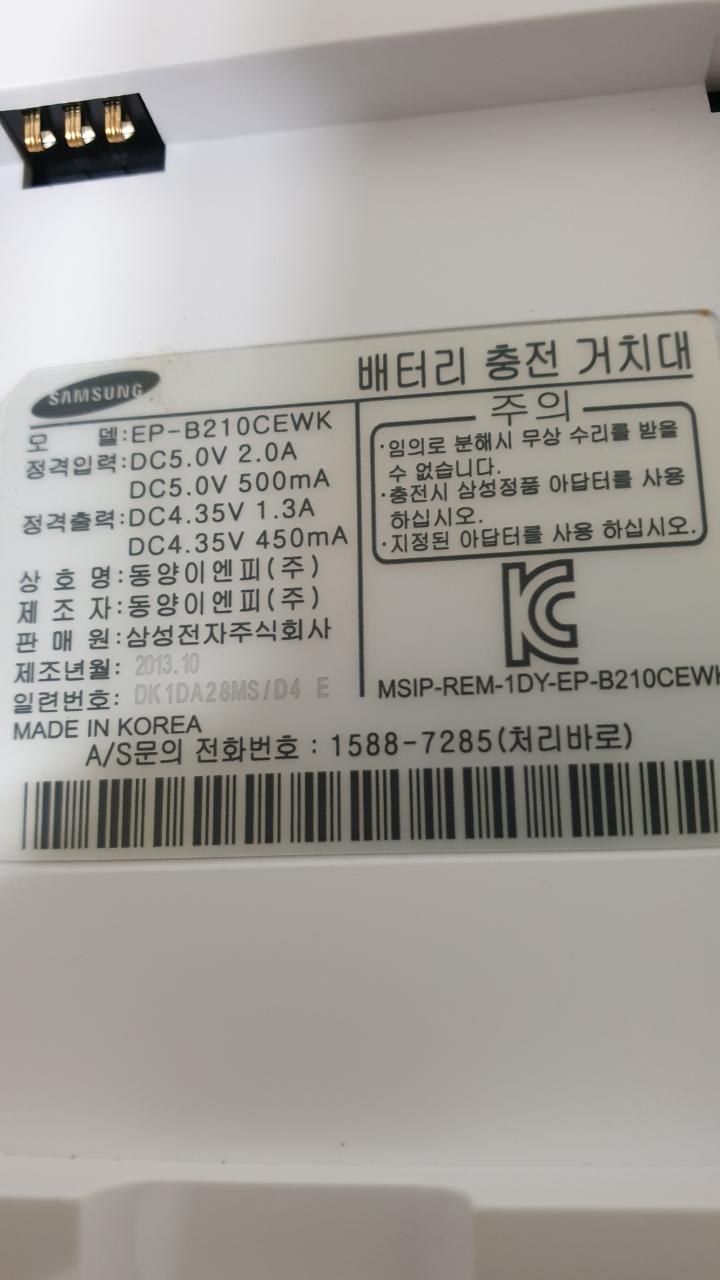 SAMSUNG
배터리 충전 거치대
모 델:EP-B210CEWK
정격입력:DC5.0V 2.0A
DC5.0V 500mA
정격출력:DC4.35V 1.3A
DC4.35V 450mA
상 호 명:동양이엔피(주)
제 조 자:동양이엔피(주)
판 매 원:삼성전자주식회사
제조년월: 2013.10
일련번호: DK1DA28MS/D4 E
MADE IN KOREA
주의
·임의로 분해시 무상 수리를 받을
수 없습니다.
·충전시 삼성정품 아답터를 사용
하십시오.
·지정된 아답터를 사용 하십시오.
MSIP-REM-1DY-EP-B210CEWK
A/S문의 전화번호 : 1588-7285(처리바로)